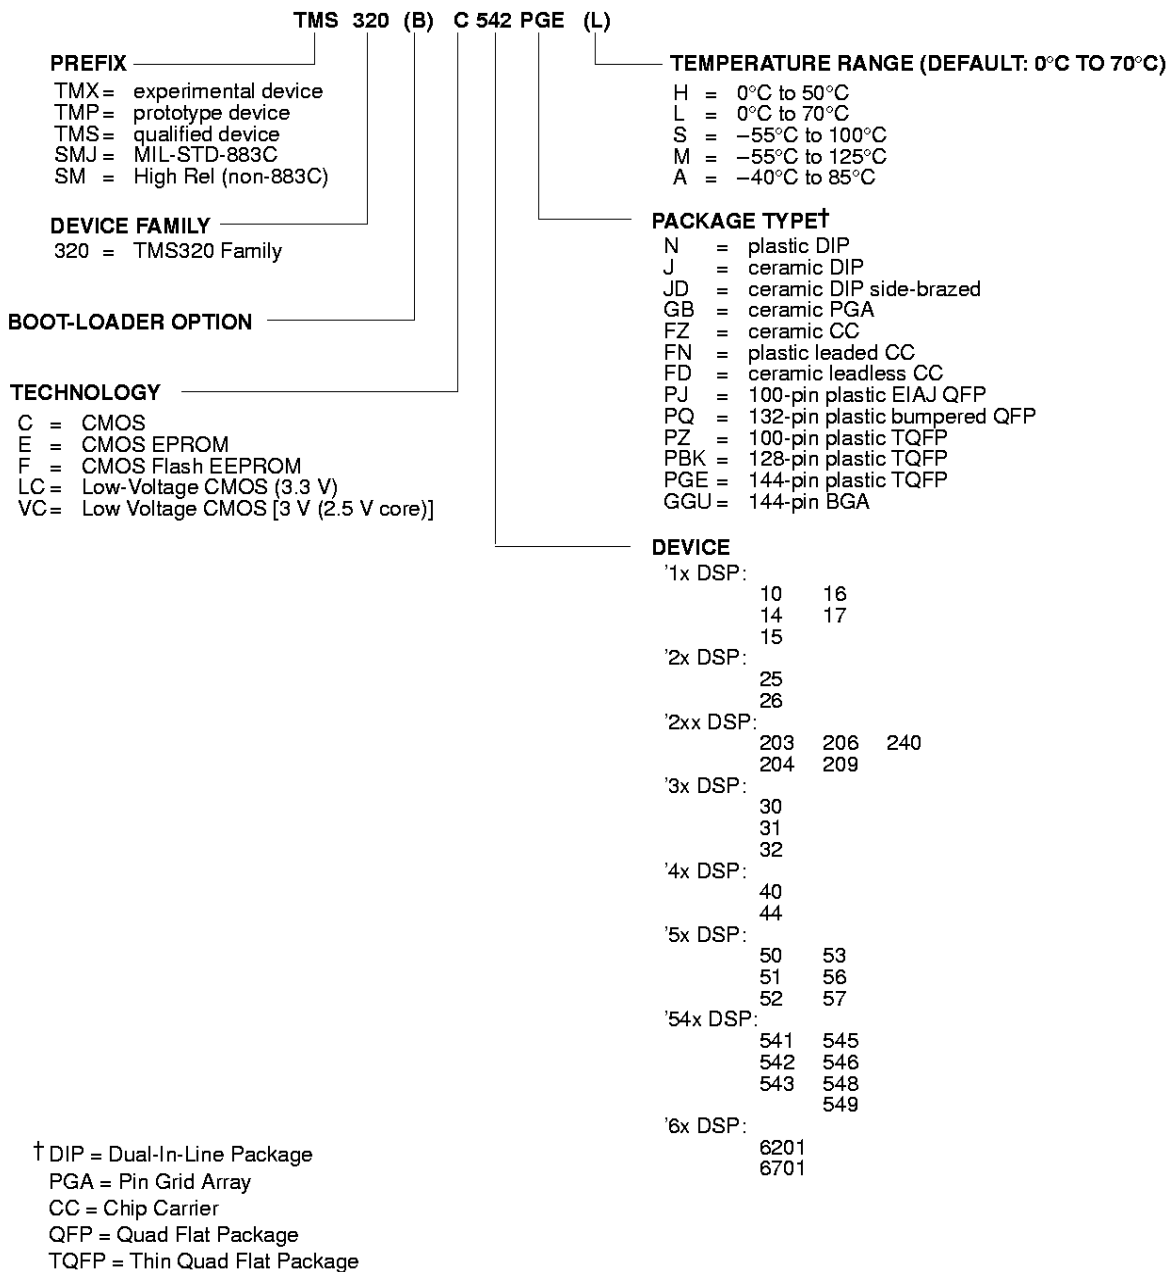 TMS 320 (B) C 542 PGE (L)
PREFIX
TMX = experimental device
TMP = prototype device
TMS = qualified device
SMJ = MIL-STD-883C
SM = High Rel (non-883C)
DEVICE FAMILY
320 = TMS320 Family
BOOT-LOADER OPTION
TECHNOLOGY
C = CMOS
E = CMOS EPROM
F = CMOS Flash EEPROM
LC = Low-Voltage CMOS (3.3 V)
VC = Low Voltage CMOS [3 V (2.5 V core)]
TEMPERATURE RANGE (DEFAULT: 0°C TO 70°C)
H = 0°C to 50°C
L = 0°C to 70°C
S = –55°C to 100°C
M = –55°C to 125°C
A = –40°C to 85°C
PACKAGE TYPE†
N = plastic DIP
J = ceramic DIP
JD = ceramic DIP side-brazed
GB = ceramic PGA
FZ = ceramic CC
FN = plastic leaded CC
FD = ceramic leadless CC
PJ = 100-pin plastic EIAJ QFP
PQ = 132-pin plastic bumpered QFP
PZ = 100-pin plastic TQFP
PBK = 128-pin plastic TQFP
PGE = 144-pin plastic TQFP
GGU = 144-pin BGA
DEVICE
'1x DSP:
10 16
14 17
15
'2x DSP:
25
26
'2xx DSP:
203 206 240
204 209
'3x DSP:
30
31
32
'4x DSP:
40
44
'5x DSP:
50 53
51 56
52 57
'54x DSP:
541 545
542 546
543 548
549
'6x DSP:
6201
6701
† DIP = Dual-In-Line Package
PGA = Pin Grid Array
CC = Chip Carrier
QFP = Quad Flat Package
TQFP = Thin Quad Flat Package